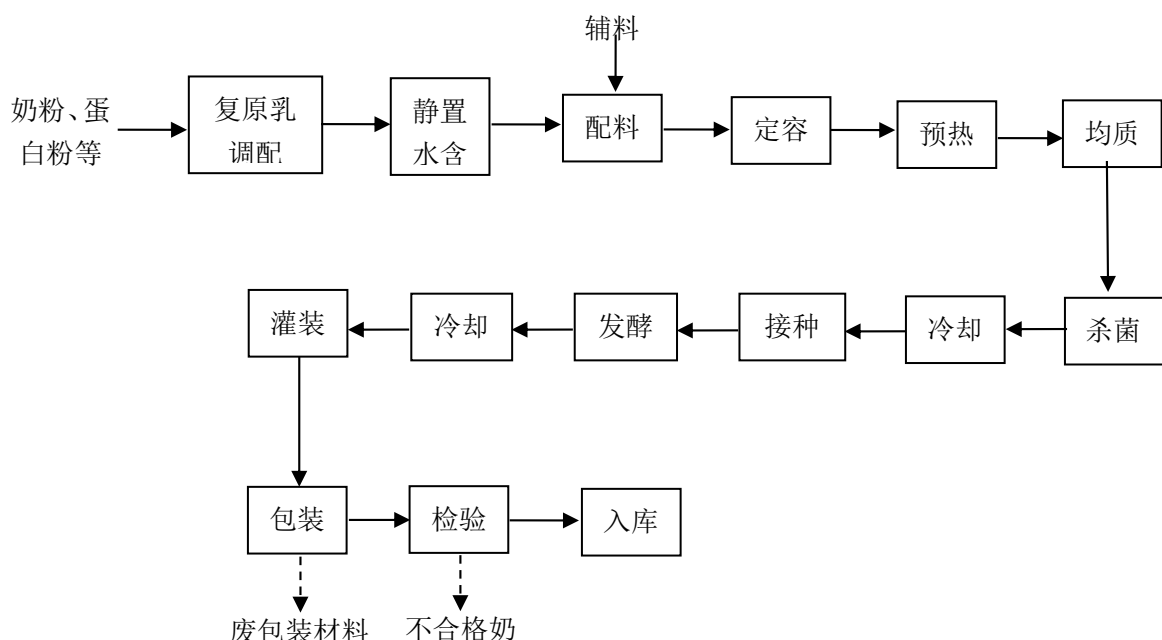 辅料
奶粉、蛋
白粉等
复原乳
调配
静置
水含
配料
定容
预热
均质
灌装
冷却
发酵
接种
冷却
杀菌
包装
检验
入库
废包装材料
不合格奶